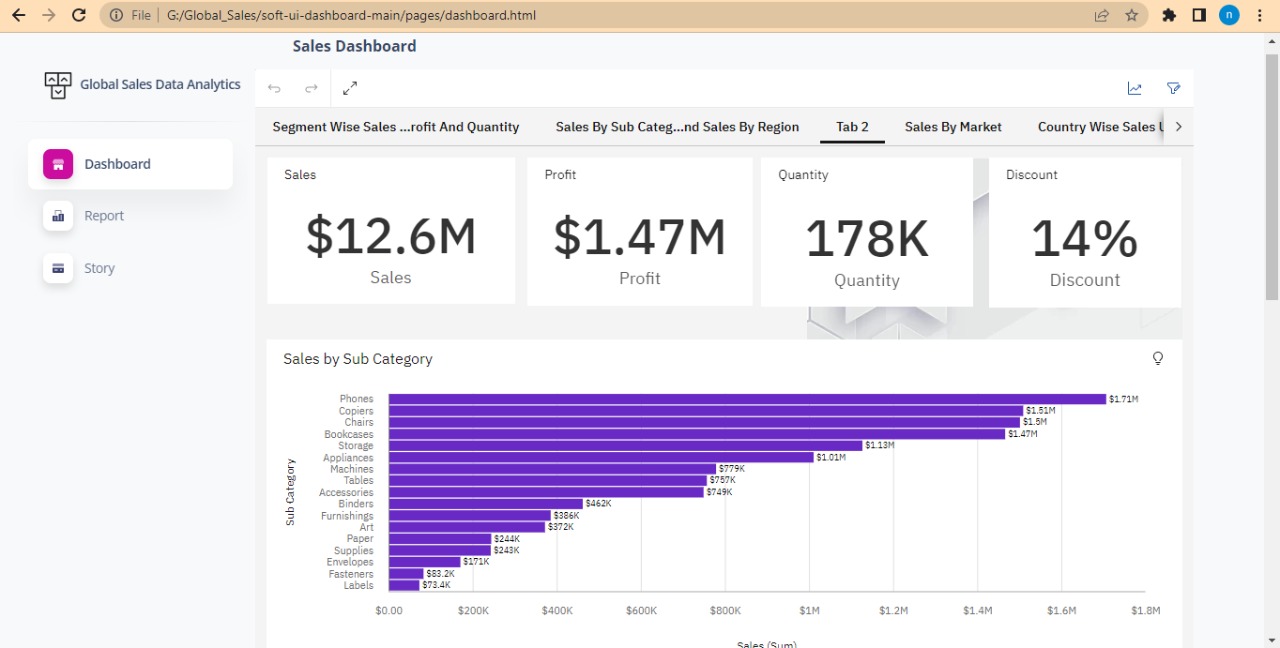 File | G:/Global_Sales/soft-ui-dashboard-main/pages/dashboard.html
n
Sales Dashboard
Global Sales Data Analytics
Dashboard
Report
Story
Segment Wise Sales ...rofit And Quantity
Sales By Sub Categ...nd Sales By Region
Tab 2
Sales By Market
Country Wise Sales
Sales
$12.6M
Sales
Profit
$1.47M
Profit
Quantity
178K
Quantity
Discount
14%
Discount
Sales by Sub Category
Sub Category
Phones $1.71M
Copiers $1.51M
Chairs $1.5M
Bookcases $1.47M
Storage $1.13M
Appliances $1.01M
Machines $779K
Tables $757K
Accessories $749K
Binders $462K
Furnishings $386K
Art $372K
Paper $244K
Supplies $243K
Envelopes $171K
Fasteners $83.2K
Labels $73.4K
$0.00 $200K $400K $600K $800K $1M $1.2M $1.4M $1.6M $1.8M
Sales (Sum)